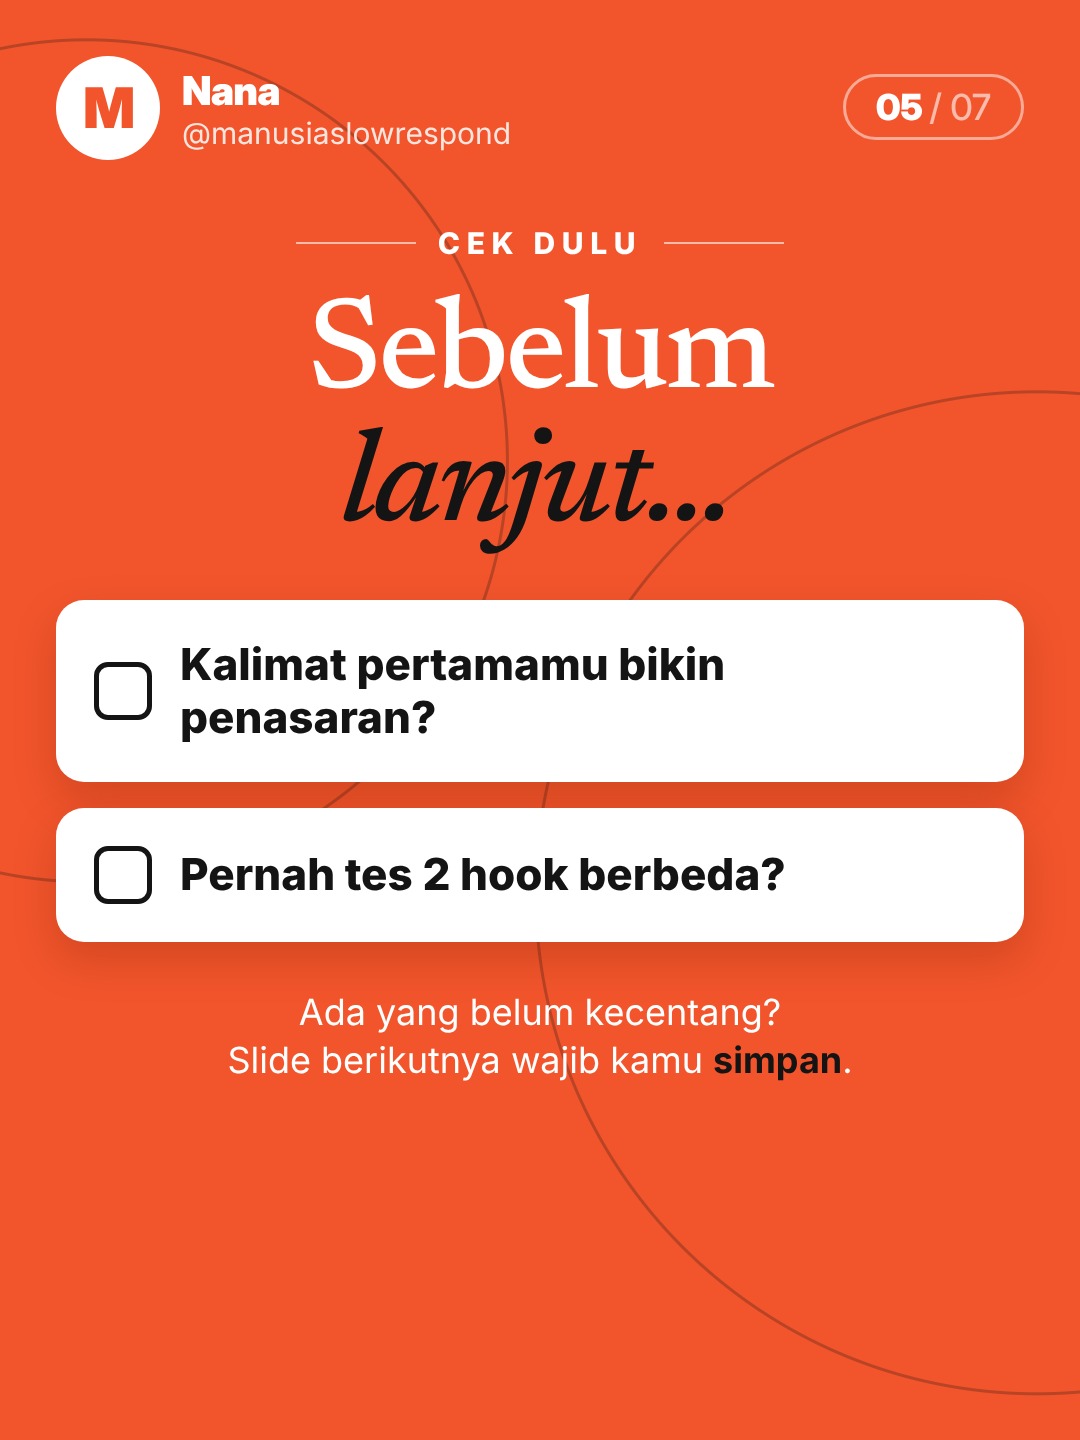 M
Nana
@manusiaslowrespond
05 / 07
CEK DULU
Sebelum
lanjut...
Kalimat pertamamu bikin
penasaran?
Pernah tes 2 hook berbeda?
Ada yang belum kecentang?
Slide berikutnya wajib kamu simpan.